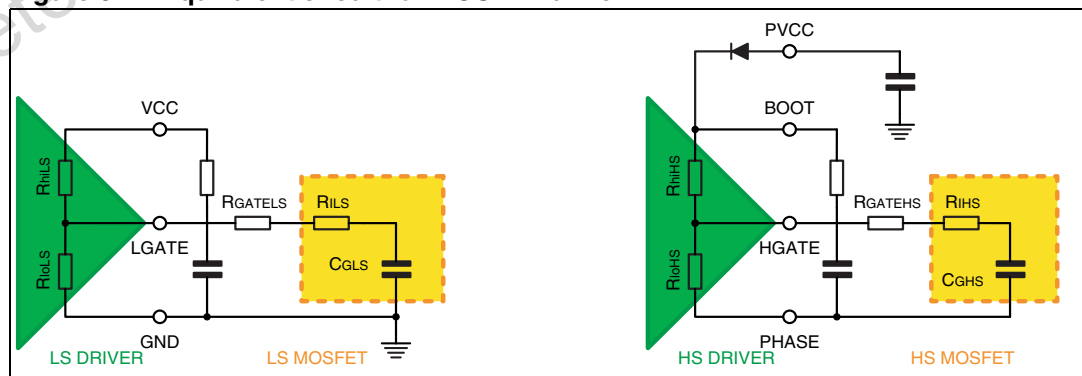 PVCC
VCC
BOOT
RhiLS
RGATELS
RILS
LGATE
CGLS
RloLS
GND
LS DRIVER
LS MOSFET
RhiHS
RGATEHS
RIHS
HGATE
CGHS
RloHS
PHASE
HS DRIVER
HS MOSFET